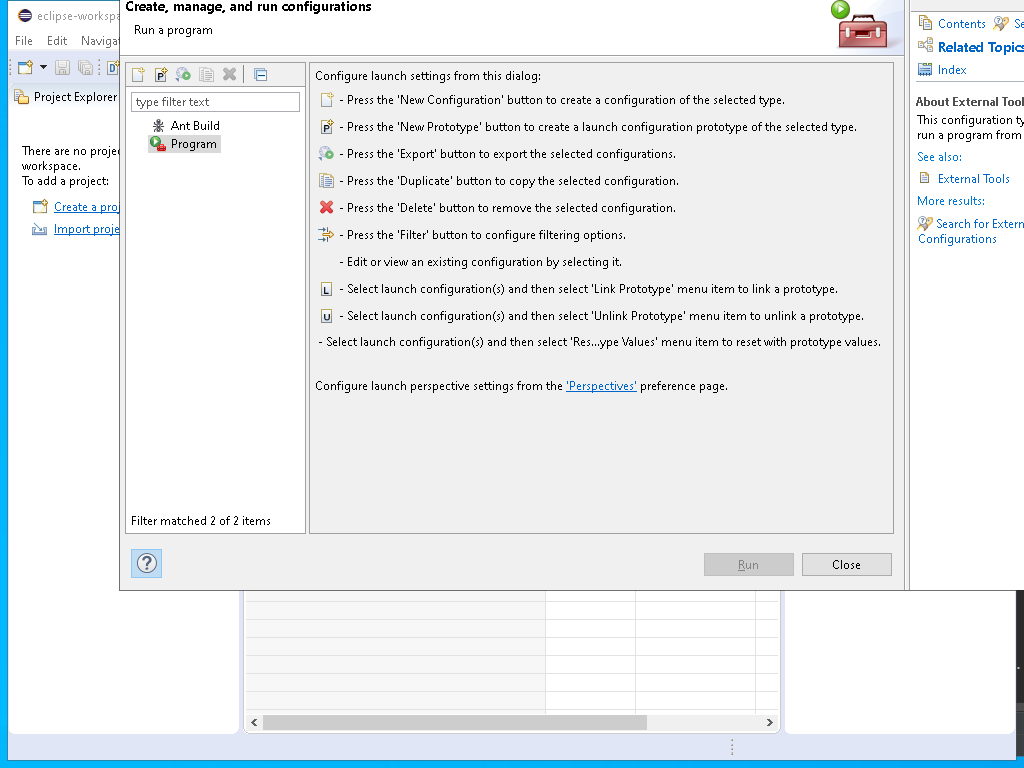 eclipse-workspa
File Edit Navigat
Project Explorer
There are no projec
workspace.
To add a project:
Create a proj
Import proje
Create, manage, and run configurations
Run a program
type filter text
Ant Build
Program
Filter matched 2 of 2 items
Configure launch settings from this dialog:
- Press the 'New Configuration' button to create a configuration of the selected type.
- Press the 'New Prototype' button to create a launch configuration prototype of the selected type.
- Press the 'Export' button to export the selected configurations.
- Press the 'Duplicate' button to copy the selected configuration.
- Press the 'Delete' button to remove the selected configuration.
- Press the 'Filter' button to configure filtering options.
- Edit or view an existing configuration by selecting it.
L - Select launch configuration(s) and then select 'Link Prototype' menu item to link a prototype.
U - Select launch configuration(s) and then select 'Unlink Prototype' menu item to unlink a prototype.
- Select launch configuration(s) and then select 'Res...ype Values' menu item to reset with prototype values.
Configure launch perspective settings from the 'Perspectives' preference page.
Run
Close
Contents Se
Related Topics
Index
About External Tool
This configuration ty
run a program from
See also:
External Tools
More results:
Search for Extern
Configurations